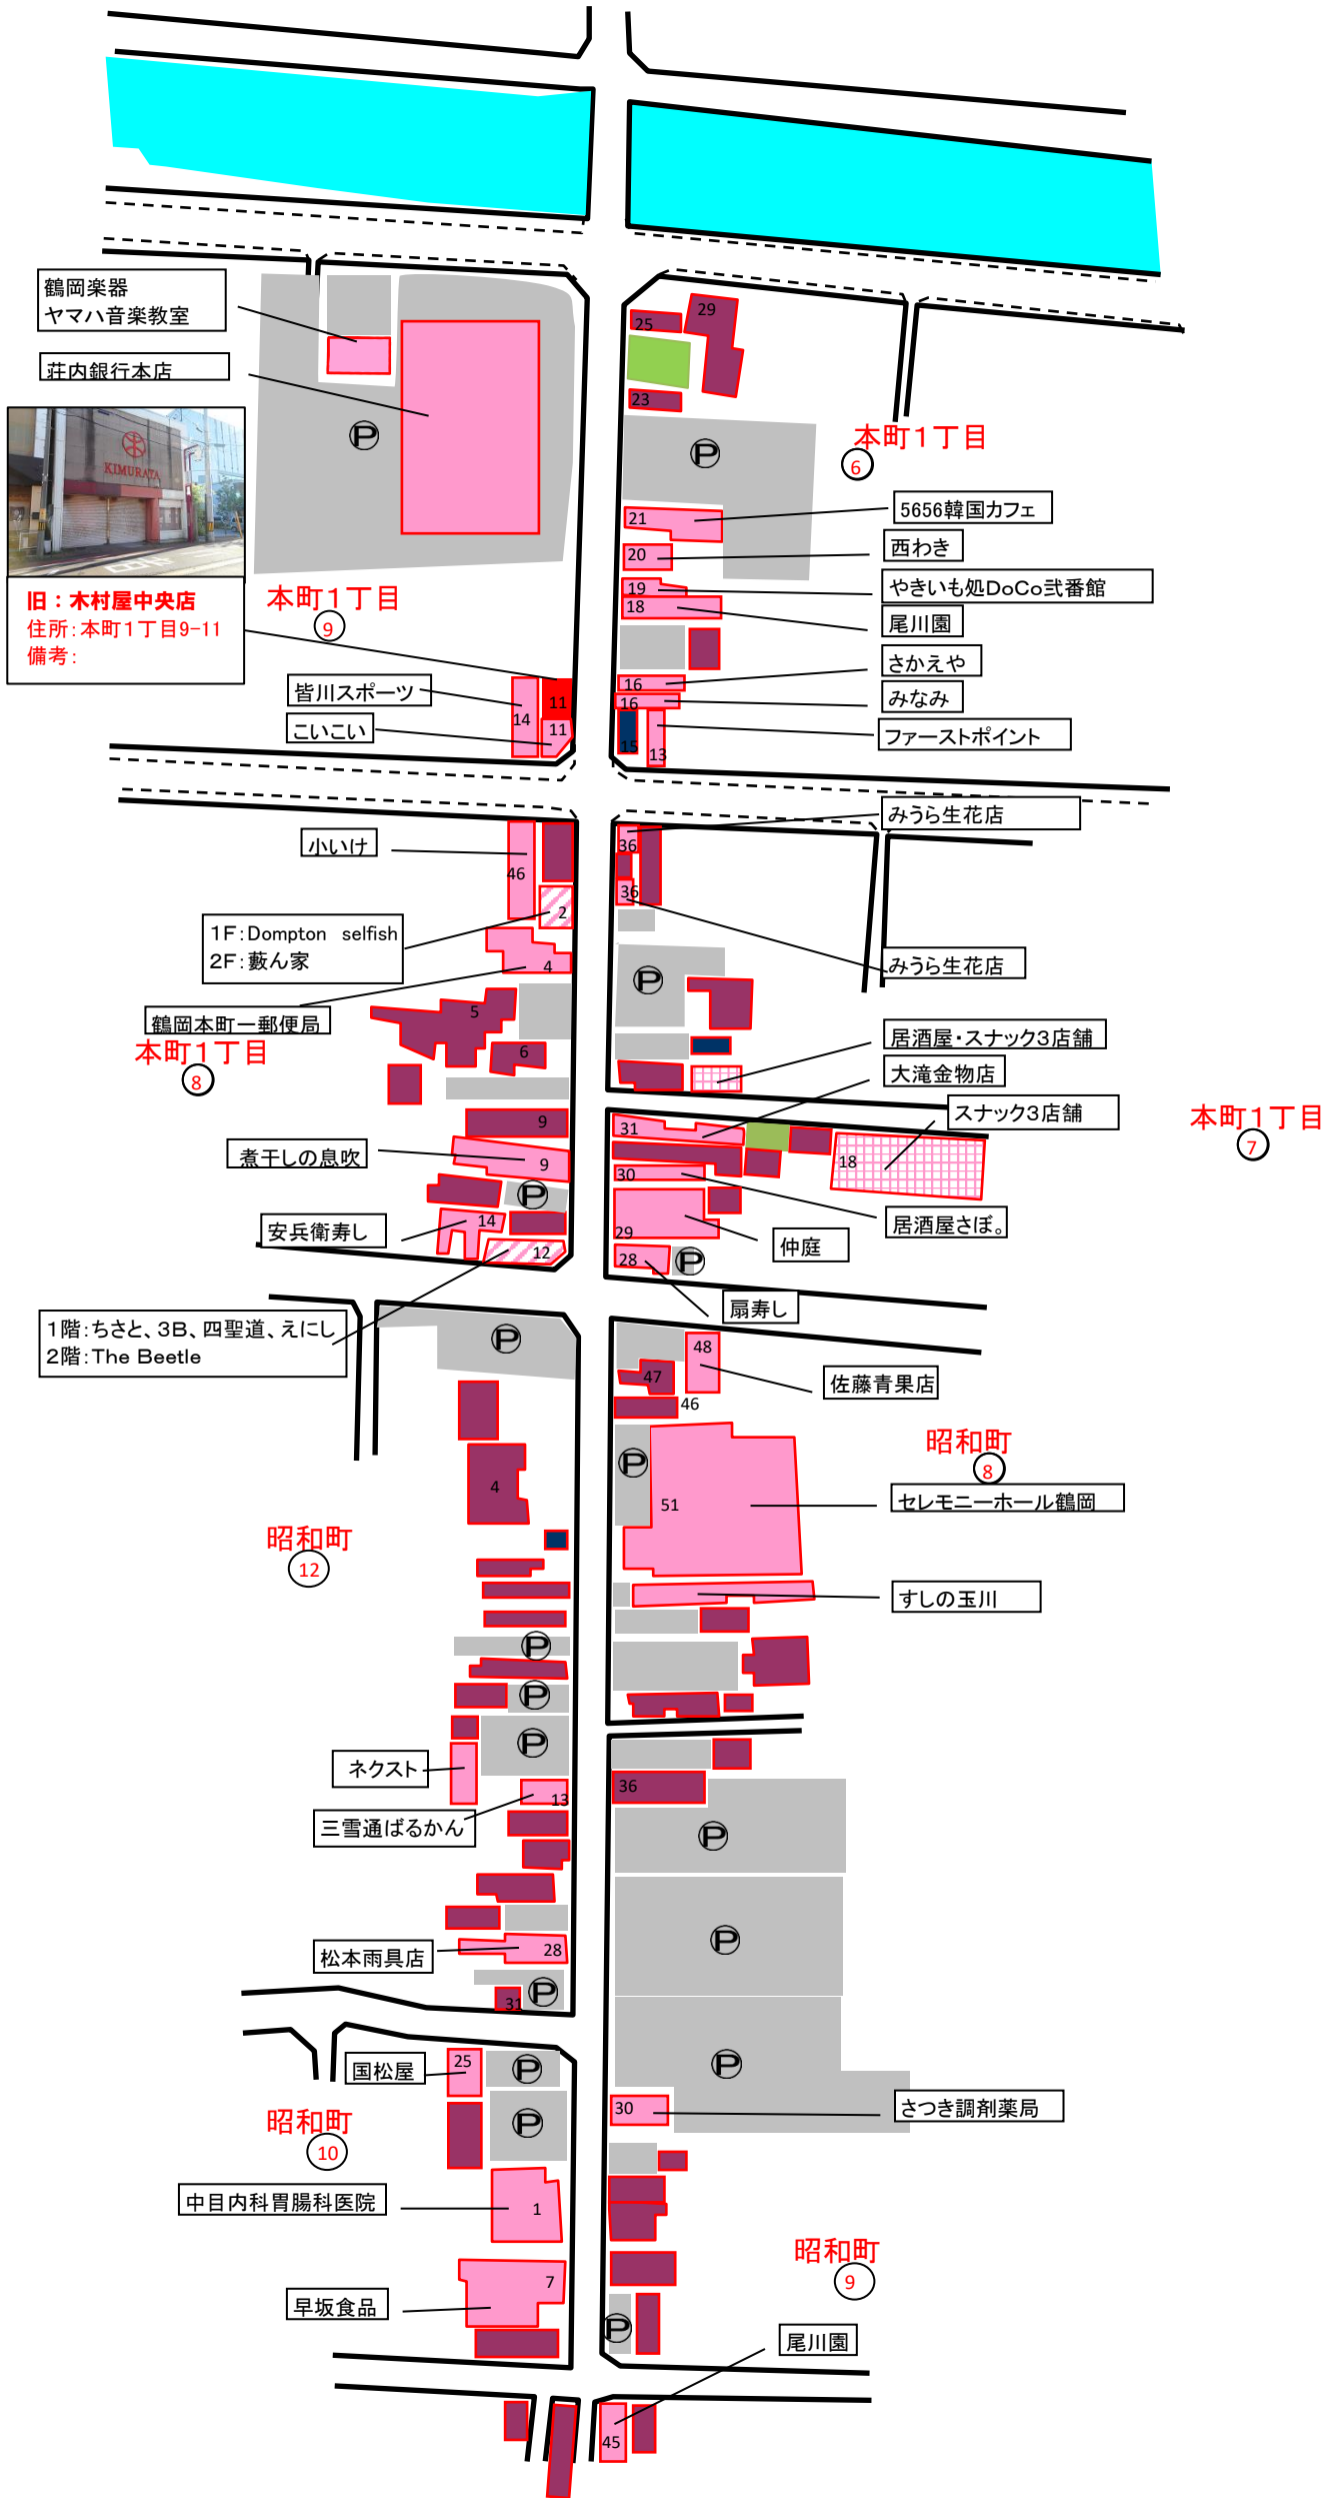 29
25
鶴岡楽器
ヤマハ音楽教室
荘内銀行本店
23
KIMURAYA
P
P
本町1丁目
6
21
5656韓国カフェ
20
西わき
19
やきいも処DoCo弐番館
18
尾川園
旧：木村屋中央店
住所：本町1丁目9-11
備考：
本町1丁目
9
さかえや
16
皆川スポーツ
みなみ
16
11
14
11
こいこい
ファーストポイント
15
13
みうら生花店
36
小いけ
46
36
2
1F：Dompton selfish
2F：藪ん家
みうら生花店
4
P
5
鶴岡本町一郵便局
居酒屋・スナック3店舗
本町1丁目
8
6
大滝金物店
スナック3店舗
本町1丁目
7
9
31
煮干しの息吹
9
18
30
P
14
安兵衛寿し
居酒屋さぼ。
29
仲庭
12
28
P
扇寿し
1階：ちさと、3B、四聖道、えにし
2階：The Beetle
P
48
47
佐藤青果店
46
昭和町
8
P
4
51
セレモニーホール鶴岡
昭和町
12
すしの玉川
P
P
P
ネクスト
36
13
三雪通ばるかん
P
P
28
松本雨具店
P
31
25
国松屋
P
P
30
さつき調剤薬局
昭和町
10
P
中目内科胃腸科医院
1
昭和町
9
7
早坂食品
P
尾川園
45